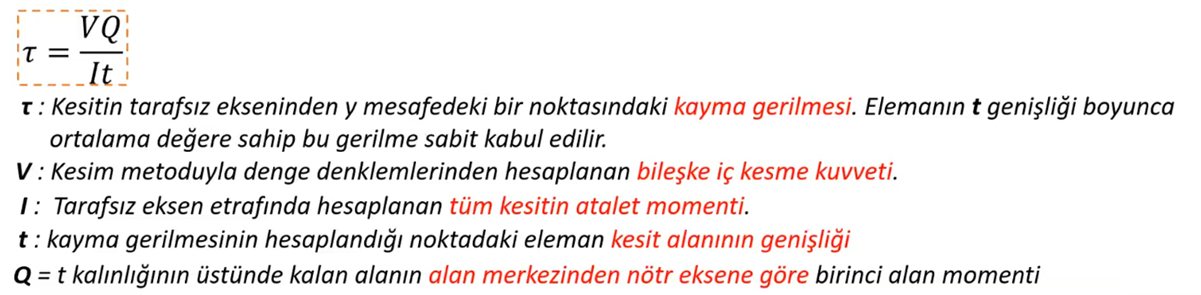 τ = VQ / It
τ : Kesitin tarafsız ekseninden y mesafedeki bir noktasındaki kayma gerilmesi. Elemanın t genişliği boyunca
ortalama değere sahip bu gerilme sabit kabul edilir.
V : Kesim metoduyla denge denklemlerinden hesaplanan bileşke iç kesme kuvveti.
I : Tarafsız eksen etrafında hesaplanan tüm kesitin atalet momenti.
t : kayma gerilmesinin hesaplandığı noktadaki eleman kesit alanının genişliği
Q = t kalınlığının üstünde kalan alanın alan merkezinden nötr eksene göre birinci alan momenti